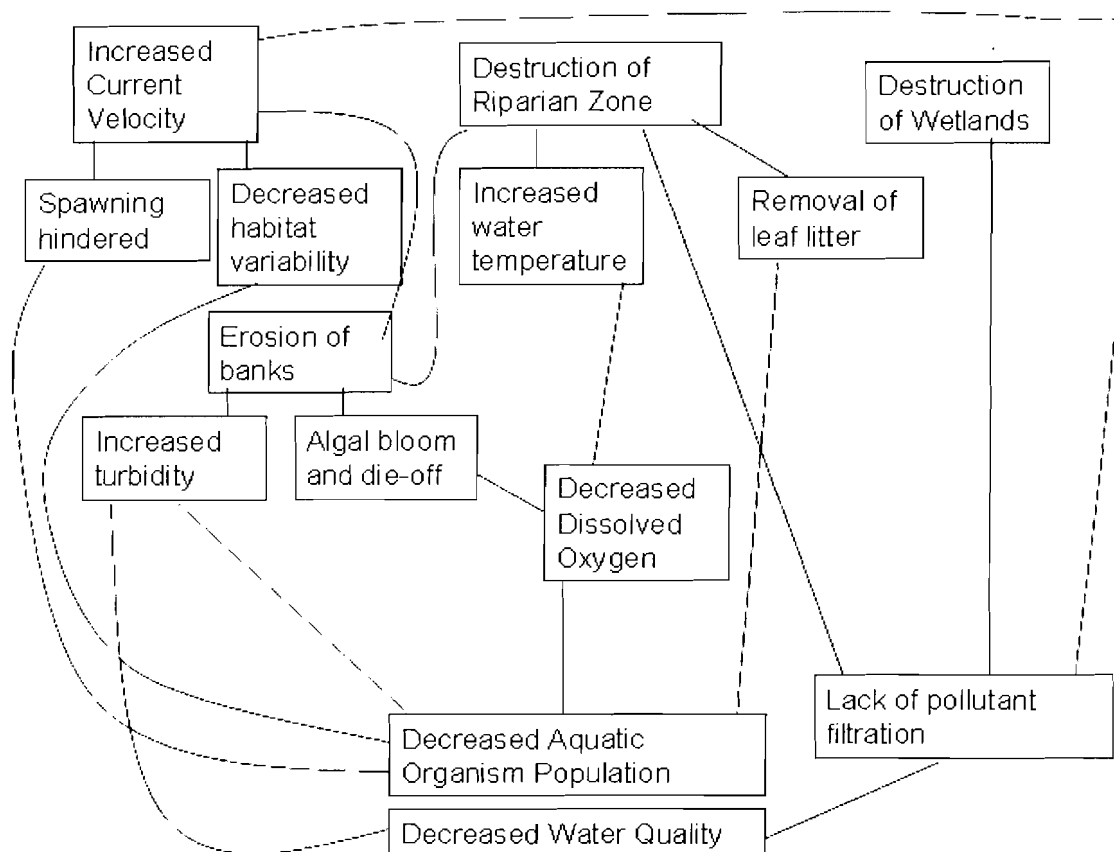 Increased
Current
Velocity
Destruction of
Riparian Zone
Destruction
of Wetlands
Spawning
hindered
Decreased
habitat
variability
Increased
water
temperature
Removal of
leaf litter
Erosion of
banks
Increased
turbidity
Algal bloom
and die-off
Decreased
Dissolved
Oxygen
Lack of pollutant
filtration
Decreased Aquatic
Organism Population
Decreased Water Quality